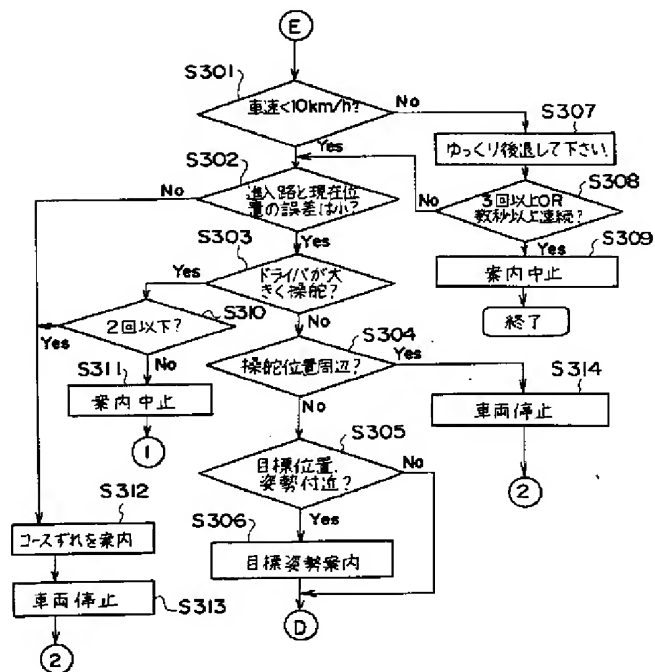 E
S301
車速<10km/h?
No
S307
Yes
ゆっくり後退して下さい
S302
No
進入路と現在位
置の誤差は小?
No
S308
3回以上OR
数秒以上連続?
S303
Yes
Yes
S309
Yes
ドライバが大
きく操舵?
案内中止
2回以下?
S310
No
終了
Yes
S304
S311
No
操舵位置周辺?
Yes
S314
案内中止
No
車両停止
1
S305
目標位置,
姿勢付近?
No
2
S312
S306
Yes
コースずれを案内
目標姿勢案内
車両停止
S313
D
2